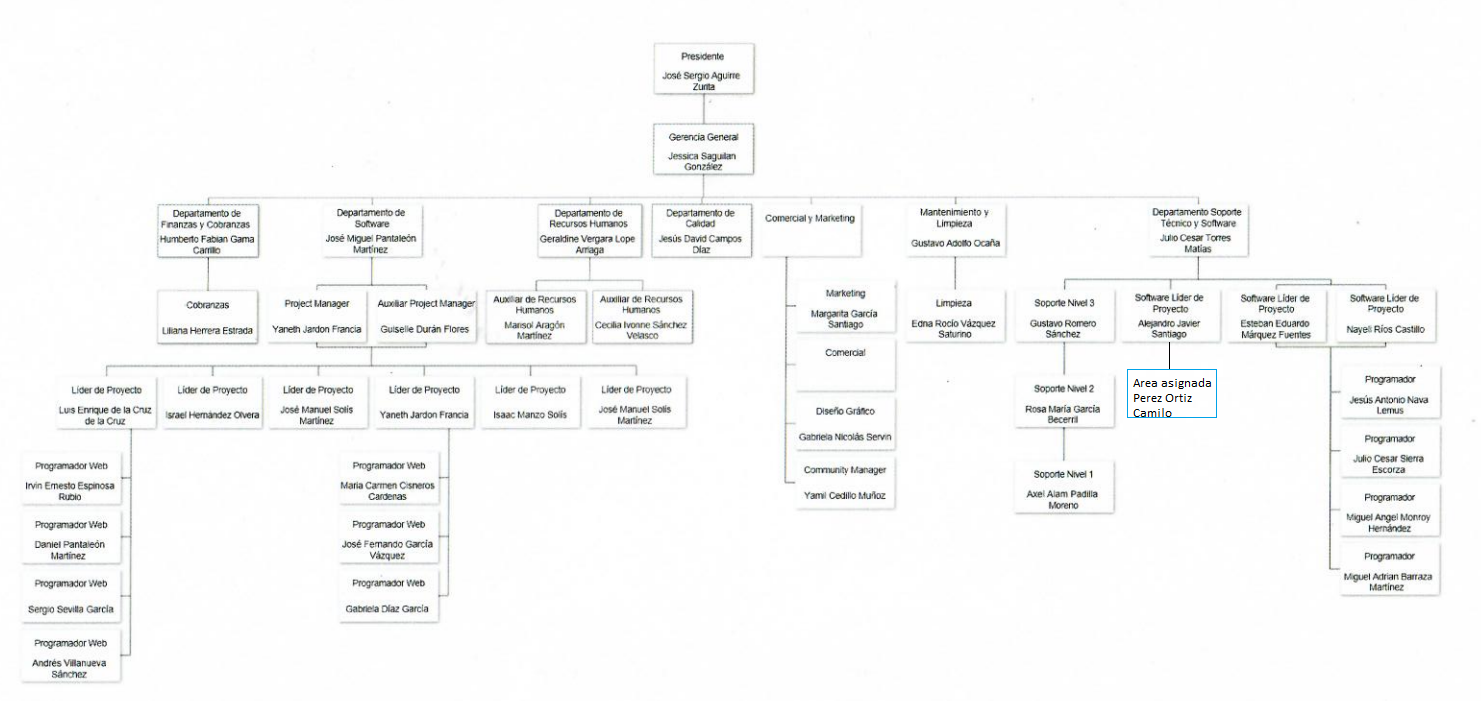 Presidente
José Sergio Aguirre
Zurita
Gerencia General
Jessica Saguilan
González
Departamento de
Finanzas y Cobranzas
Humberto Fabian Gama
Carrillo
Departamento de
Software
José Miguel Pantaleón
Martínez
Departamento de
Recursos Humanos
Geraldine Vergara Lope
Arriaga
Departamento de
Calidad
Jesús David Campos
Díaz
Comercial y Marketing
Mantenimiento y
Limpieza
Gustavo Adolfo Ocaña
Departamento Soporte
Técnico y Software
Julio Cesar Torres
Matías
Cobranzas
Liliana Herrera Estrada
Project Manager
Yaneth Jardon Francia
Auxiliar Project Manager
Guiselle Durán Flores
Auxiliar de Recursos
Humanos
Marisol Aragón
Martínez
Auxiliar de Recursos
Humanos
Cecilia Ivonne Sánchez
Velasco
Marketing
Margarita García
Santiago
Comercial
Diseño Gráfico
Gabriela Nicolás Servin
Community Manager
Yamil Cedillo Muñoz
Limpieza
Edna Rocío Vázquez
Saturino
Soporte Nivel 3
Gustavo Romero
Sánchez
Software Líder de
Proyecto
Alejandro Javier
Santiago
Software Líder de
Proyecto
Esteban Eduardo
Márquez Fuentes
Software Líder de
Proyecto
Nayeli Ríos Castillo
Líder de Proyecto
Luis Enrique de la Cruz
de la Cruz
Líder de Proyecto
Israel Hernández Olvera
Líder de Proyecto
José Manuel Solís
Martínez
Líder de Proyecto
Yaneth Jardon Francia
Líder de Proyecto
Isaac Manzo Solís
Líder de Proyecto
José Manuel Solís
Martínez
Soporte Nivel 2
Rosa María García
Becerril
Soporte Nivel 1
Axel Alam Padilla
Moreno
Area asignada
Perez Ortiz
Camilo
Programador
Jesús Antonio Nava
Lemus
Programador
Julio Cesar Sierra
Escorza
Programador
Miguel Angel Monroy
Hernández
Programador
Miguel Adrian Barraza
Martínez
Programador Web
Irvin Ernesto Espinosa
Rubio
Programador Web
Daniel Pantaleón
Martínez
Programador Web
Sergio Sevilla García
Programador Web
Andrés Villanueva
Sánchez
Programador Web
Maria Carmen Cisneros
Cardenas
Programador Web
José Fernando García
Vázquez
Programador Web
Gabriela Díaz García